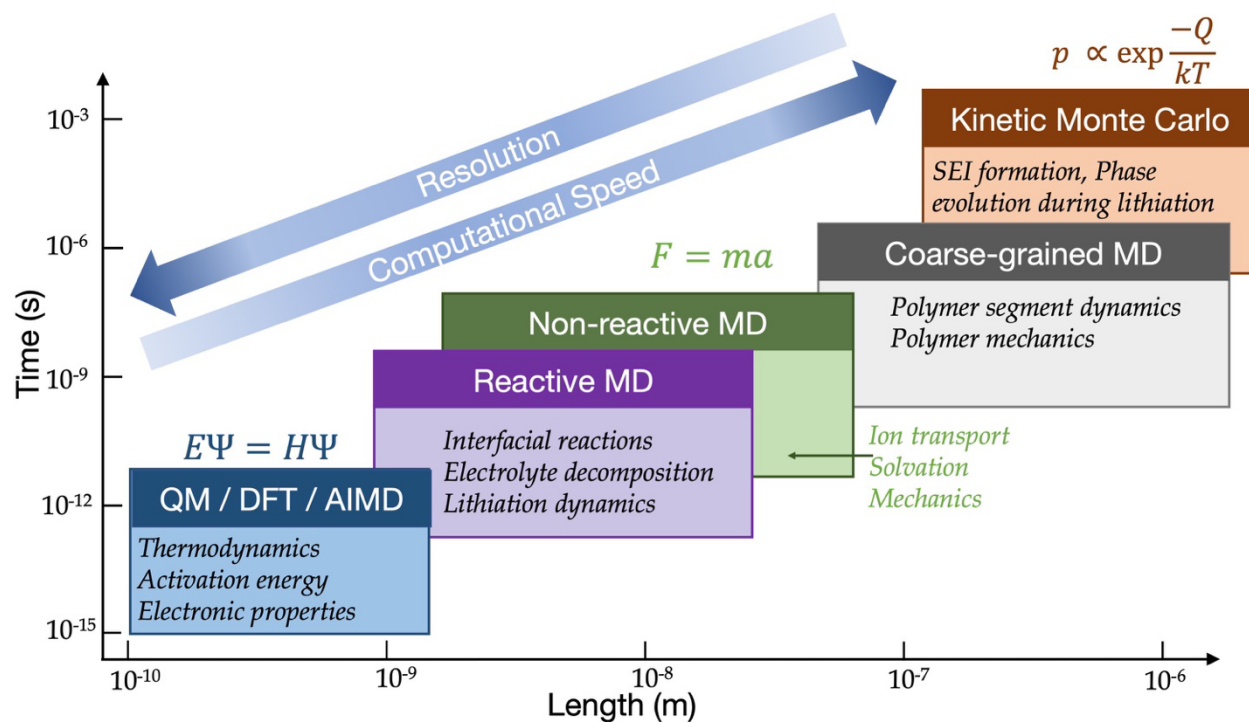 p ∝ exp −Q/kT
Kinetic Monte Carlo
SEI formation, Phase
evolution during lithiation
Resolution
Computational Speed
F = ma
Coarse-grained MD
Polymer segment dynamics
Polymer mechanics
Non-reactive MD
Reactive MD
Interfacial reactions
Electrolyte decomposition
Lithiation dynamics
Ion transport
Solvation
Mechanics
EΨ = HΨ
QM / DFT / AIMD
Thermodynamics
Activation energy
Electronic properties
Time (s)
10⁻³
10⁻⁶
10⁻⁹
10⁻¹²
10⁻¹⁵
10⁻¹⁰
10⁻⁹
10⁻⁸
10⁻⁷
10⁻⁶
Length (m)